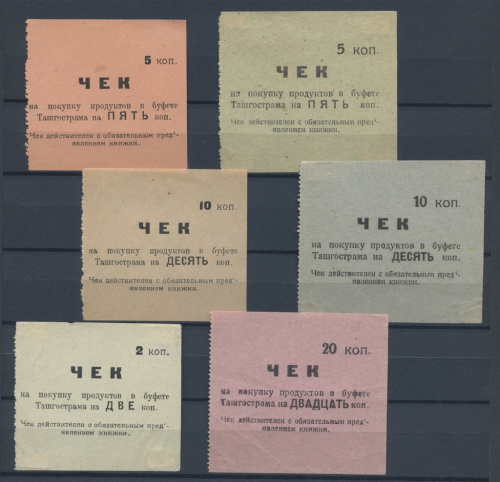 5 коп.
ЧЕК
на покупку продуктов в буфете
Ташгострама на ПЯТЬ коп.
Чек действителен с обязательным пред'-
явлением книжки.
5 коп.
ЧЕК
на покупку продуктов в буфете
Ташгострама на ПЯТЬ коп.
Чек действителен с обязательным пред'-
явлением книжки.
10 коп.
ЧЕК
на покупку продуктов в буфете
Ташгострама на ДЕСЯТЬ коп.
Чек действителен с обязательным пред'-
явлением книжки.
10 коп.
ЧЕК
на покупку продуктов в буфете
Ташгострама на ДЕСЯТЬ коп.
Чек действителен с обязательным пред'-
явлением книжки.
2 коп.
ЧЕК
на покупку продуктов в буфете
Ташгострама на ДВЕ коп.
Чек действителен с обязательным пред'-
явлением книжки.
20 коп.
ЧЕК
на покупку продуктов в буфете
Ташгострама на ДВАДЦАТЬ коп.
Чек действителен с обязательным пред'-
явлением книжки.